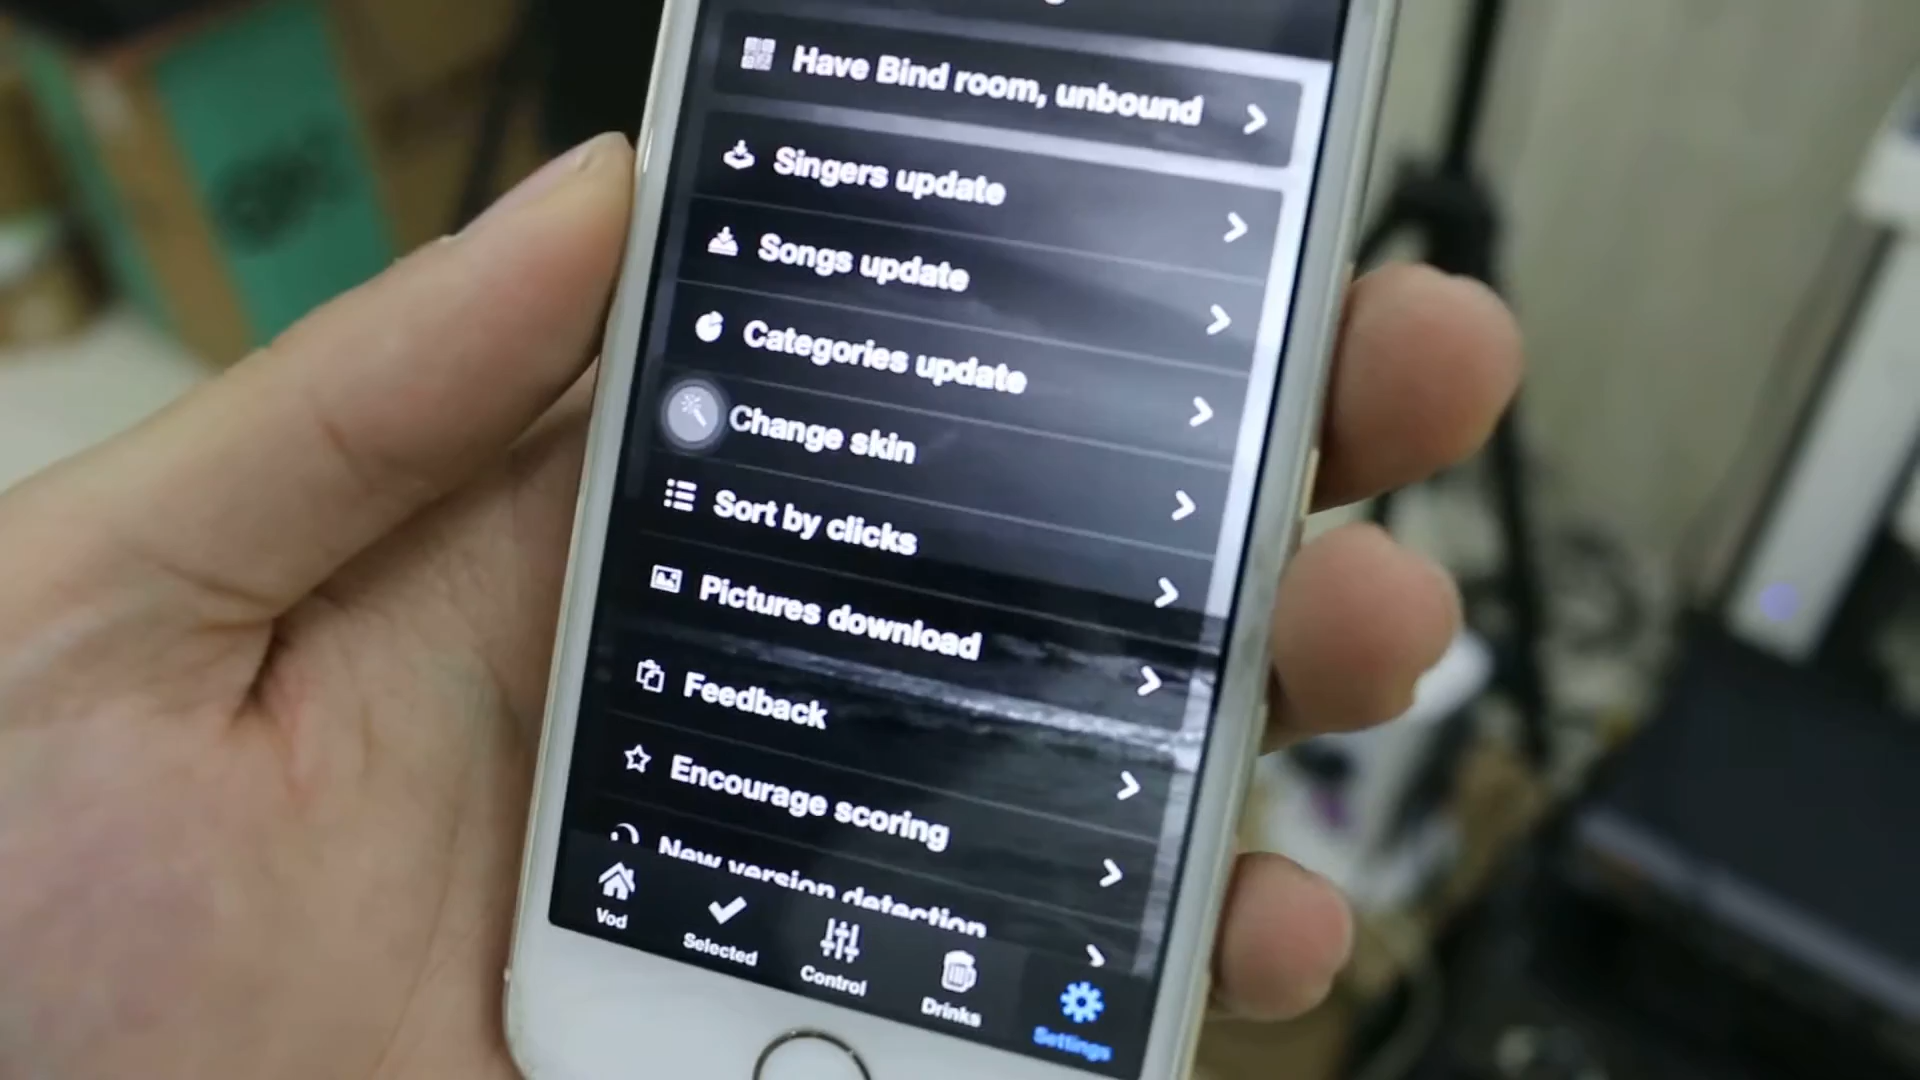 Have Bind room, unbound
Singers update
Songs update
Categories update
Change skin
Sort by clicks
Pictures download
Feedback
Encourage scoring
New version detection
Vod
Selected
Control
Drinks
Settings